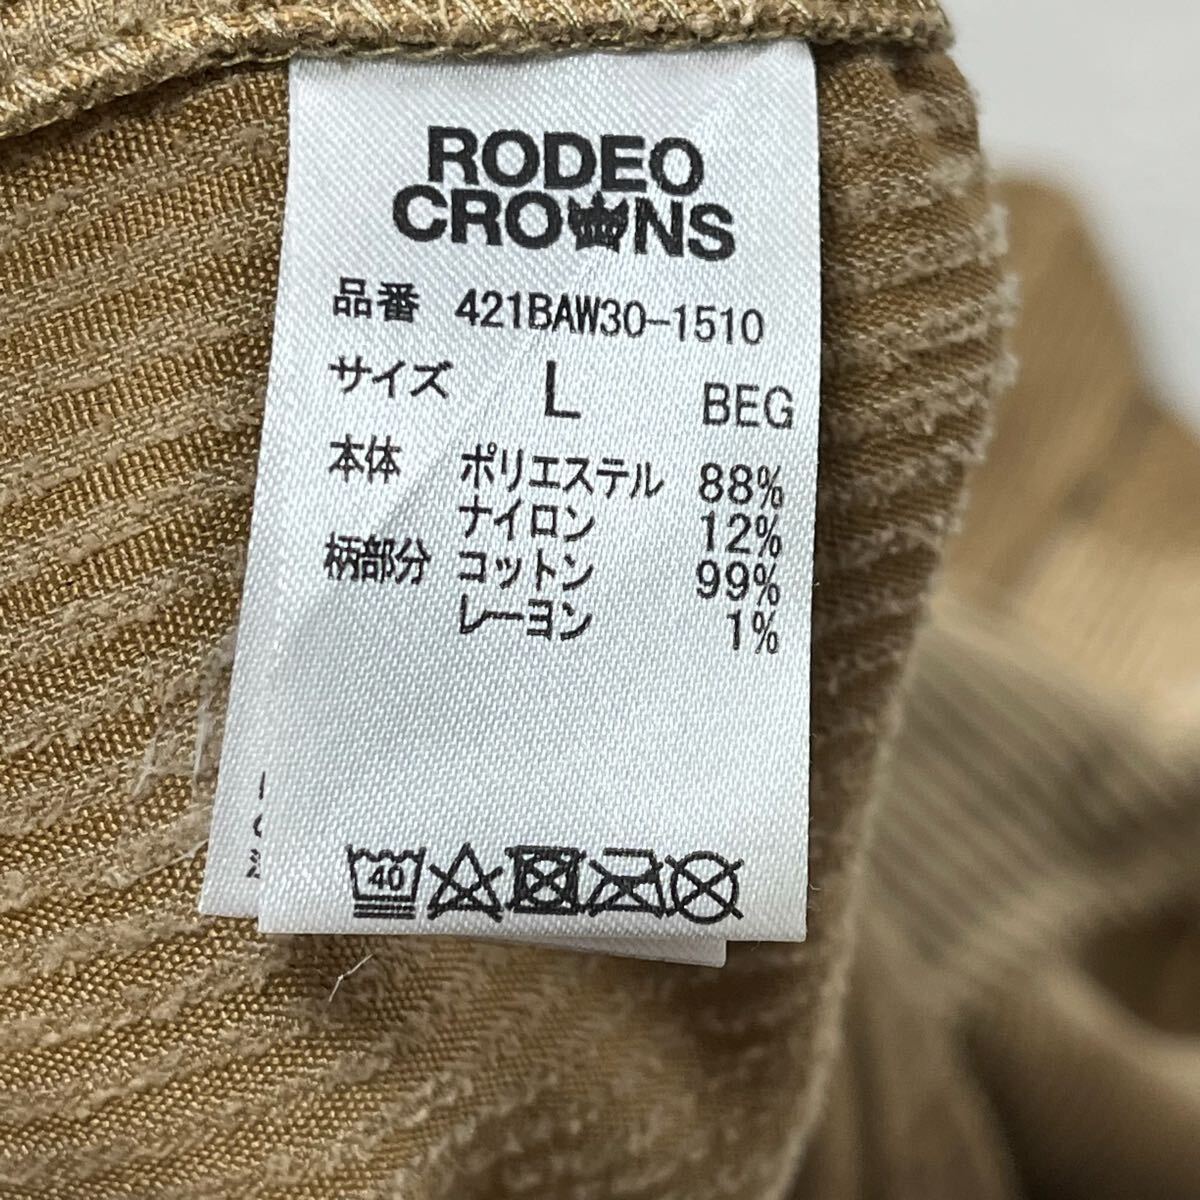 RODEO
CROWNS
品番 421BAW30-1510
サイズ L BEG
本体 ポリエステル 88%
ナイロン 12%
柄部分 コットン 99%
レーヨン 1%
40